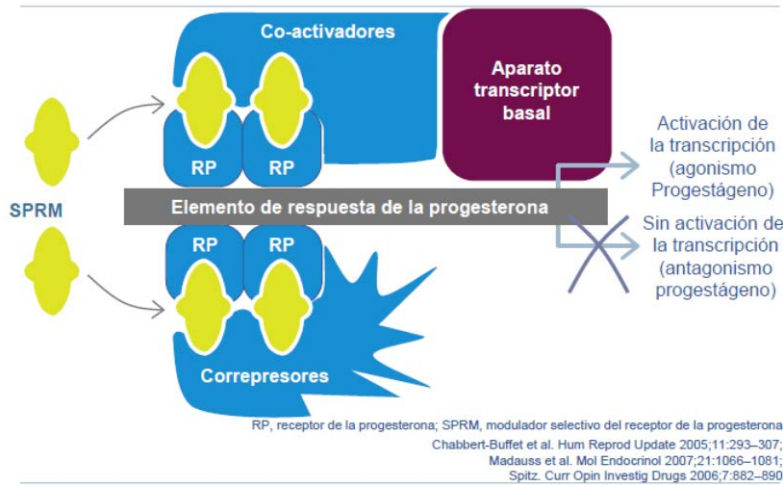 Co-activadores
Aparato
transcriptor
basal
RP
RP
Activación de
la transcripción
(agonismo
Progestágeno)
SPRM
Elemento de respuesta de la progesterona
RP
RP
Sin activación de
la transcripción
(antagonismo
progestágeno)
Correpresores
RP, receptor de la progesterona; SPRM, modulador selectivo del receptor de la progesterona
Chabbert-Buffet et al. Hum Reprod Update 2005;11:293–307;
Madauss et al. Mol Endocrinol 2007;21:1066–1081;
Spitz. Curr Opin Investig Drugs 2006;7:882–890